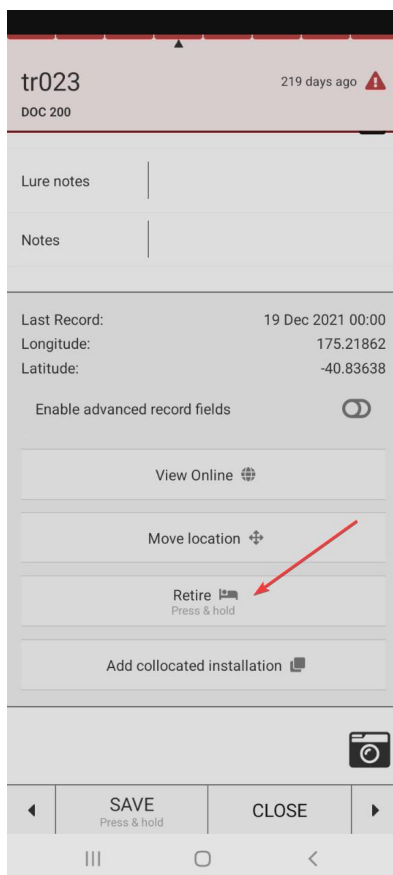 tr023
219 days ago
DOC 200
Lure notes
Notes
Last Record: 19 Dec 2021 00:00
Longitude: 175.21862
Latitude: -40.83638
Enable advanced record fields
View Online
Move location
Retire
Press & hold
Add collocated installation
SAVE
Press & hold
CLOSE